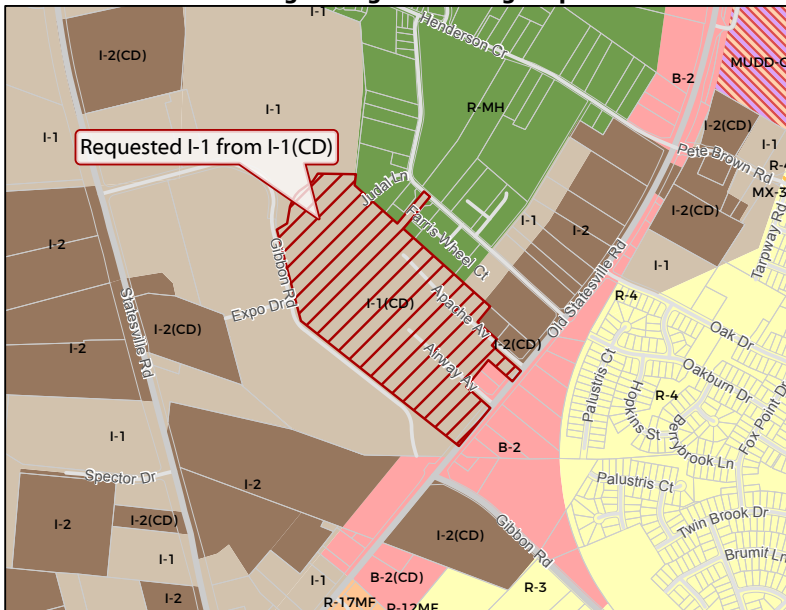 I-1
Henderson Cr
I-2(CD)
B-2
MUDD-
I-1
R-MH
I-1
I-2(CD)
I-1
Requested I-1 from I-1(CD)
Pete Brown Rd
R-4
MX-3
Judal Ln
I-2(CD)
Farris Wheel Ct
I-1
I-2
Tarpway Rd
I-2
Gibbon Rd
Old Statesville Rd
I-1
Statesville Rd
Expo Dr
I-1(CD)
Apache Av
R-4
I-2(CD)
Oak Dr
I-2
I-2(CD)
Airway Av
Palustris Ct
Oakburn Dr
Hopkins St
R-4
Fox Point Dr
Berrybrook Ln
I-1
B-2
Spector Dr
I-2
Palustris Ct
I-2
I-2(CD)
Twin Brook Dr
I-2(CD)
Gibbon Rd
Brumit Ln
I-1
I-1
B-2(CD)
R-3
I-2
R-17MF
R-12MF